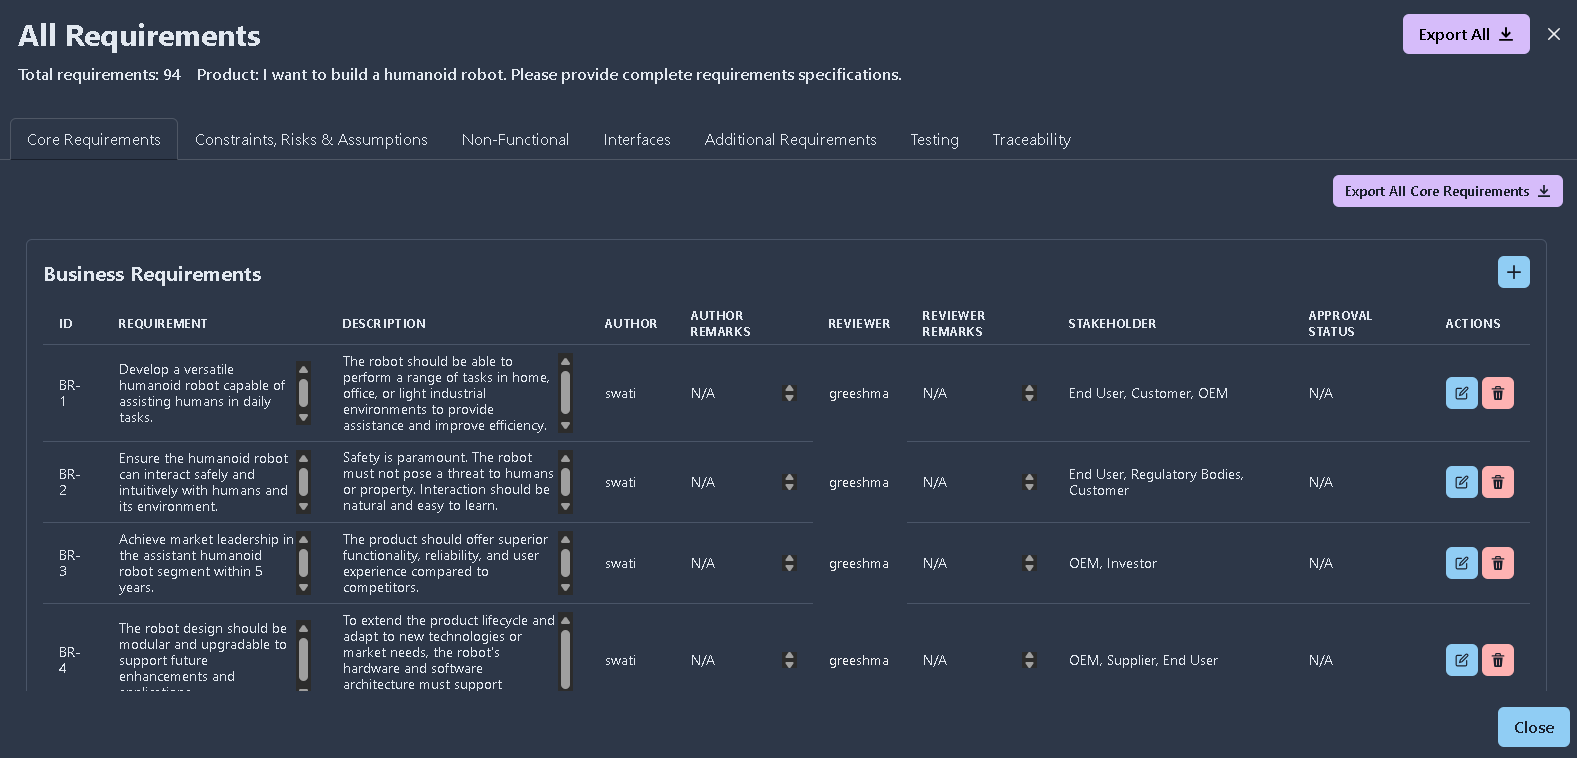 All Requirements
Export All
Total requirements: 94 Product: I want to build a humanoid robot. Please provide complete requirements specifications.
Core Requirements Constraints, Risks & Assumptions Non-Functional Interfaces Additional Requirements Testing Traceability
Export All Core Requirements
Business Requirements
ID REQUIREMENT DESCRIPTION AUTHOR AUTHOR REMARKS REVIEWER REVIEWER REMARKS STAKEHOLDER APPROVAL STATUS ACTIONS
BR-
1
Develop a versatile
humanoid robot capable of
assisting humans in daily
tasks.
The robot should be able to
perform a range of tasks in home,
office, or light industrial
environments to provide
assistance and improve efficiency.
swati
N/A
greeshma
N/A
End User, Customer, OEM
N/A
BR-
2
Ensure the humanoid robot
can interact safely and
intuitively with humans and
its environment.
Safety is paramount. The robot
must not pose a threat to humans
or property. Interaction should be
natural and easy to learn.
swati
N/A
greeshma
N/A
End User, Regulatory Bodies,
Customer
N/A
BR-
3
Achieve market leadership in
the assistant humanoid
robot segment within 5
years.
The product should offer superior
functionality, reliability, and user
experience compared to
competitors.
swati
N/A
greeshma
N/A
OEM, Investor
N/A
BR-
4
The robot design should be
modular and upgradable to
support future
enhancements and
To extend the product lifecycle and
adapt to new technologies or
market needs, the robot's
hardware and software
architecture must support
swati
N/A
greeshma
N/A
OEM, Supplier, End User
N/A
Close